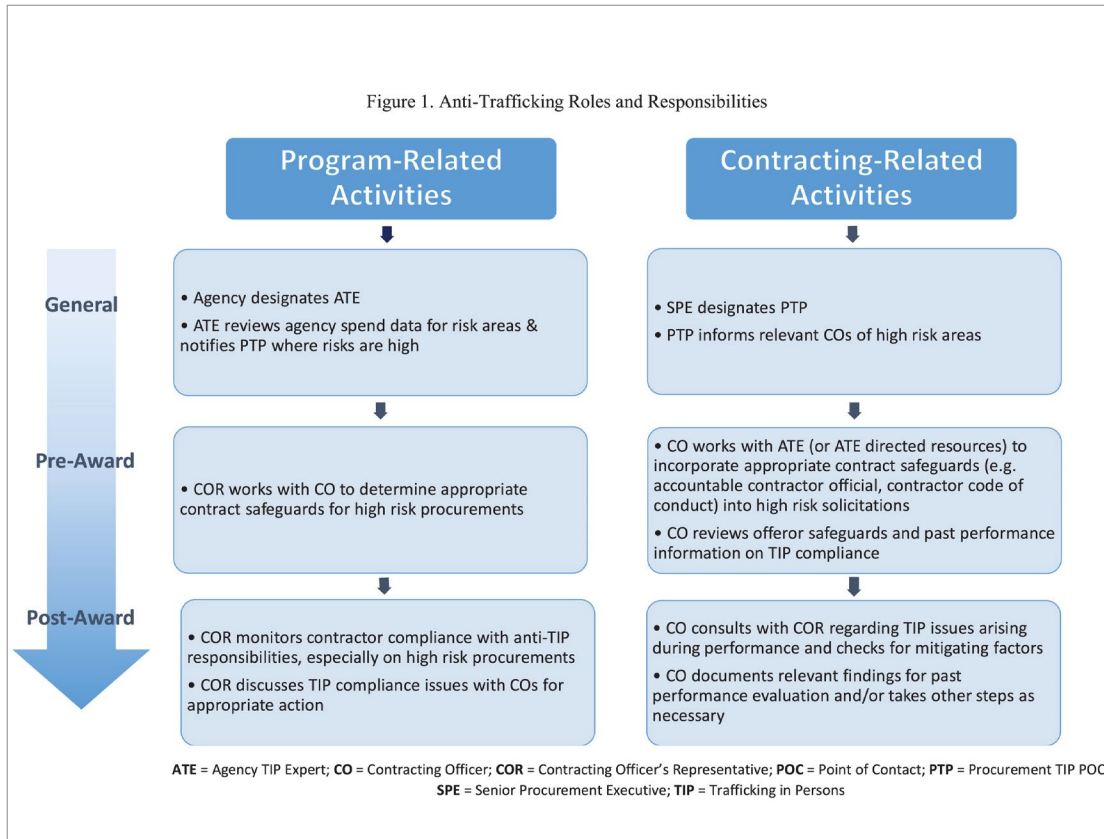 Figure 1. Anti-Trafficking Roles and Responsibilities
Program-Related
Activities
Contracting-Related
Activities
General
• Agency designates ATE
• ATE reviews agency spend data for risk areas &
notifies PTP where risks are high
• SPE designates PTP
• PTP informs relevant COs of high risk areas
Pre-Award
• COR works with CO to determine appropriate
contract safeguards for high risk procurements
• CO works with ATE (or ATE directed resources) to
incorporate appropriate contract safeguards (e.g.
accountable contractor official, contractor code of
conduct) into high risk solicitations
• CO reviews offeror safeguards and past performance
information on TIP compliance
Post-Award
• COR monitors contractor compliance with anti-TIP
responsibilities, especially on high risk procurements
• COR discusses TIP compliance issues with COs for
appropriate action
• CO consults with COR regarding TIP issues arising
during performance and checks for mitigating factors
• CO documents relevant findings for past
performance evaluation and/or takes other steps as
necessary
ATE = Agency TIP Expert; CO = Contracting Officer; COR = Contracting Officer's Representative; POC = Point of Contact; PTP = Procurement TIP POC
SPE = Senior Procurement Executive; TIP = Trafficking in Persons